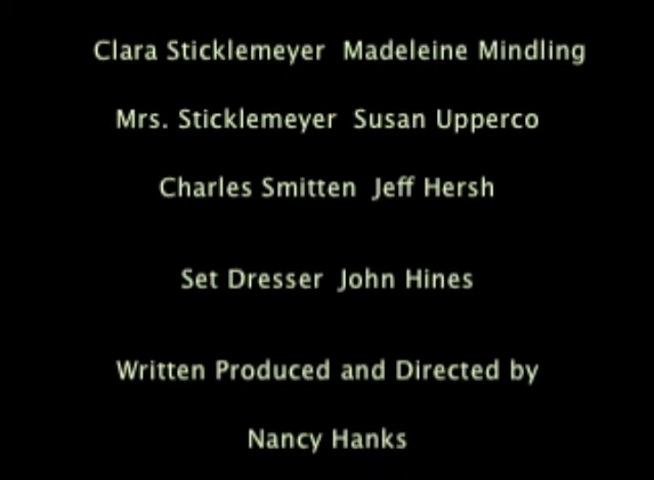 Clara Sticklemeyer Madeleine Mindling
Mrs. Sticklemeyer Susan Upperco
Charles Smitten Jeff Hersh
Set Dresser John Hines
Written Produced and Directed by
Nancy Hanks